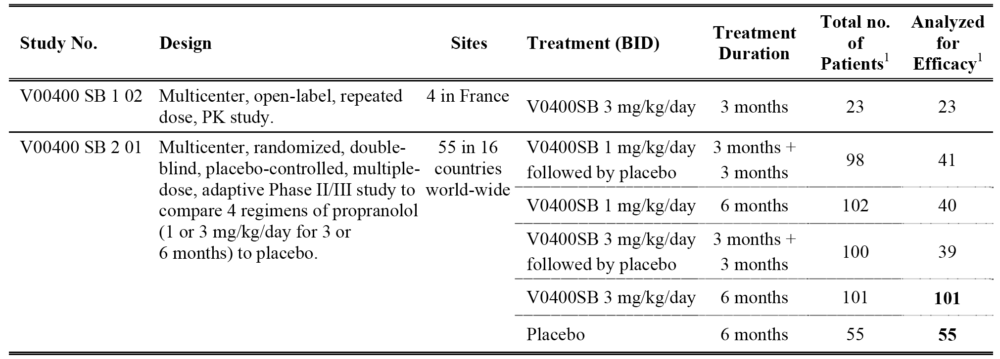 Study No. Design Sites Treatment (BID) Treatment Duration Total no. of Patients1 Analyzed for Efficacy1
V00400 SB 1 02
Multicenter, open-label, repeated
dose, PK study.
4 in France
V0400SB 3 mg/kg/day 3 months 23 23
V00400 SB 2 01
Multicenter, randomized, double-
blind, placebo-controlled, multiple-
dose, adaptive Phase II/III study to
compare 4 regimens of propranolol
(1 or 3 mg/kg/day for 3 or
6 months) to placebo.
55 in 16
countries
world-wide
V0400SB 1 mg/kg/day
followed by placebo
3 months +
3 months
98 41
V0400SB 1 mg/kg/day 6 months 102 40
V0400SB 3 mg/kg/day
followed by placebo
3 months +
3 months
100 39
V0400SB 3 mg/kg/day 6 months 101 101
Placebo 6 months 55 55